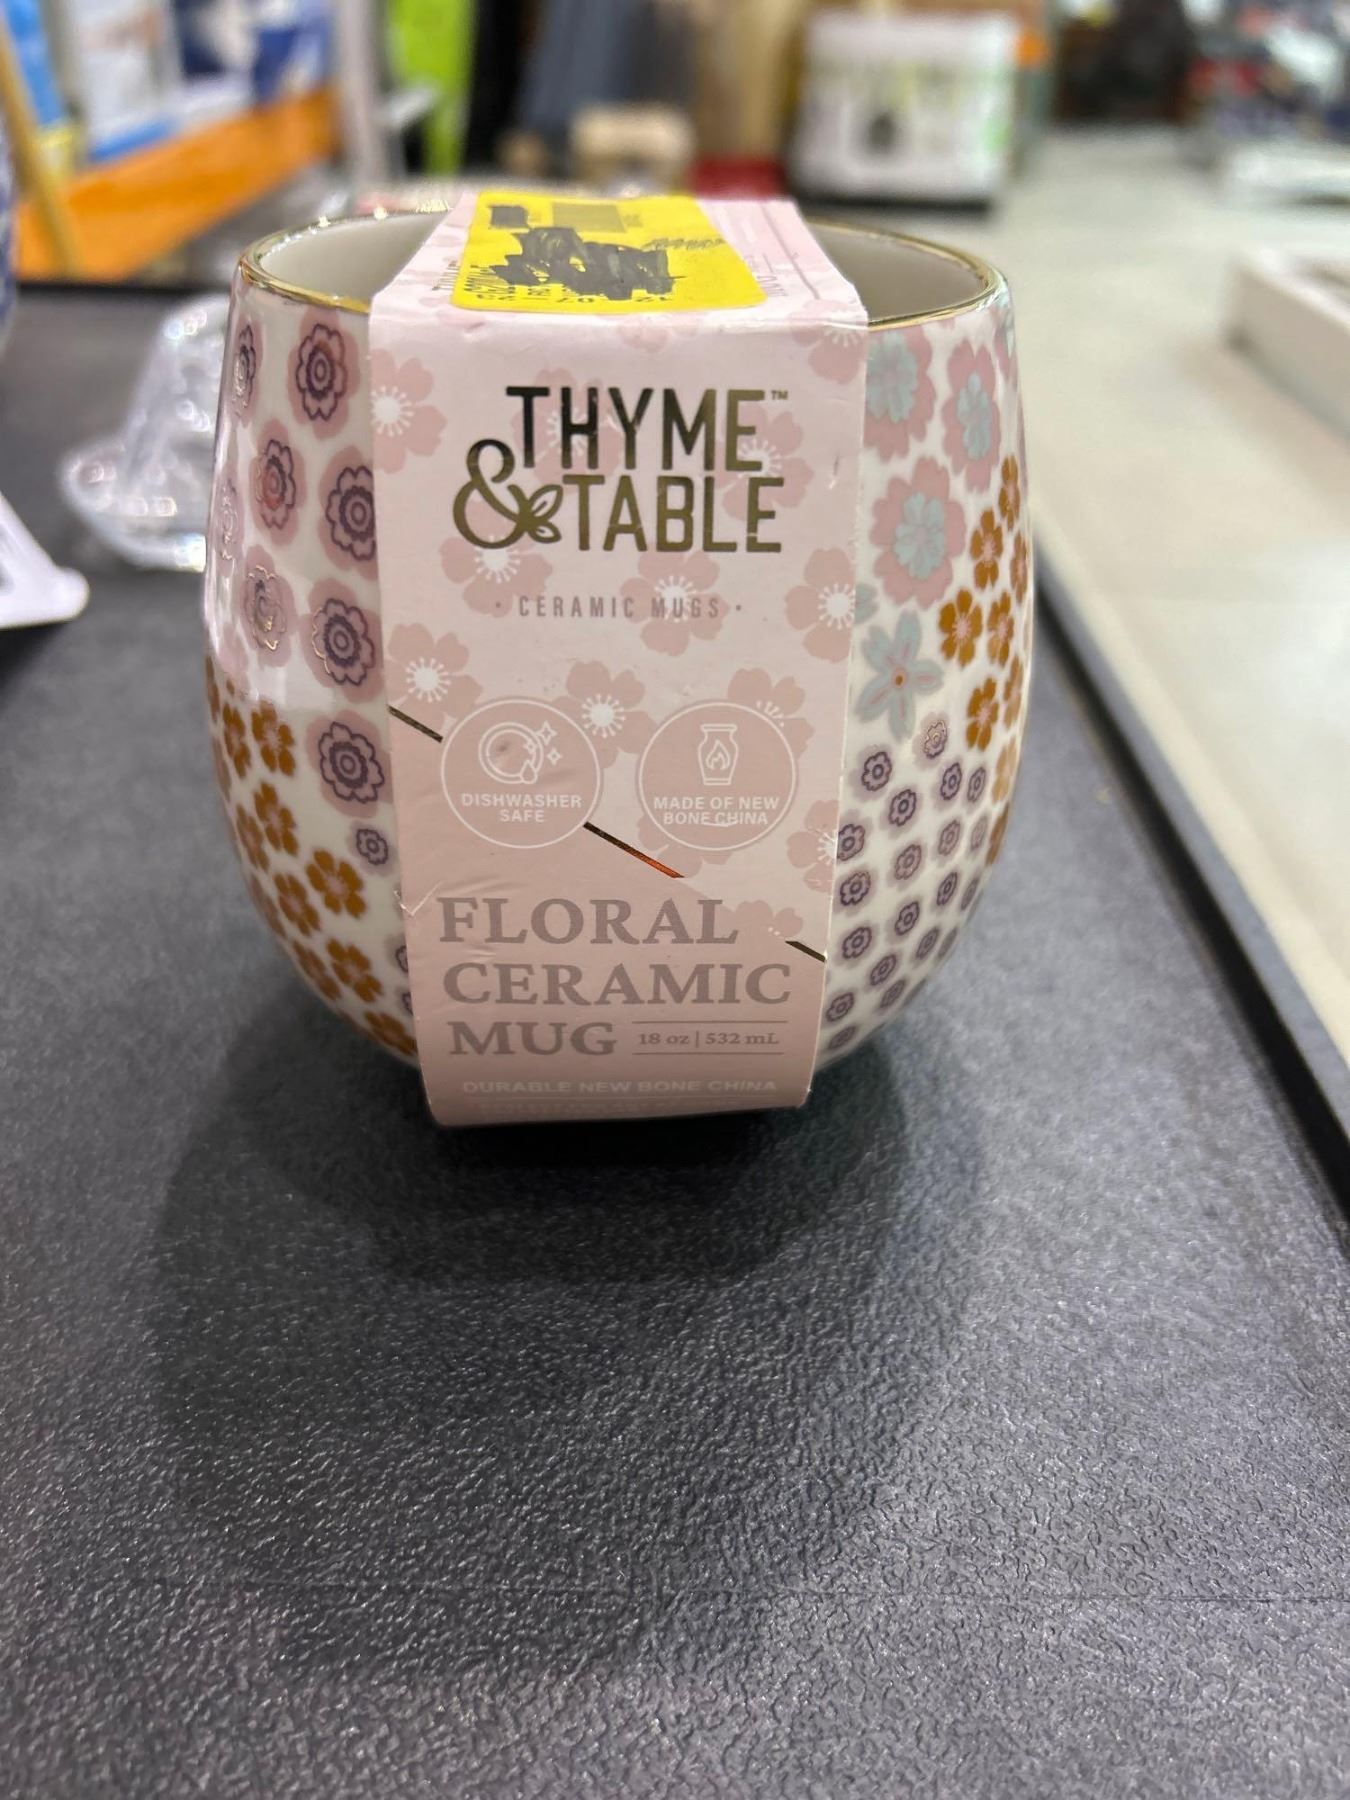 THYME™
& TABLE
• CERAMIC MUGS •
DISHWASHER
SAFE
MADE OF NEW
BONE CHINA
FLORAL
CERAMIC
MUG 18 oz | 532 mL
DURABLE NEW BONE CHINA